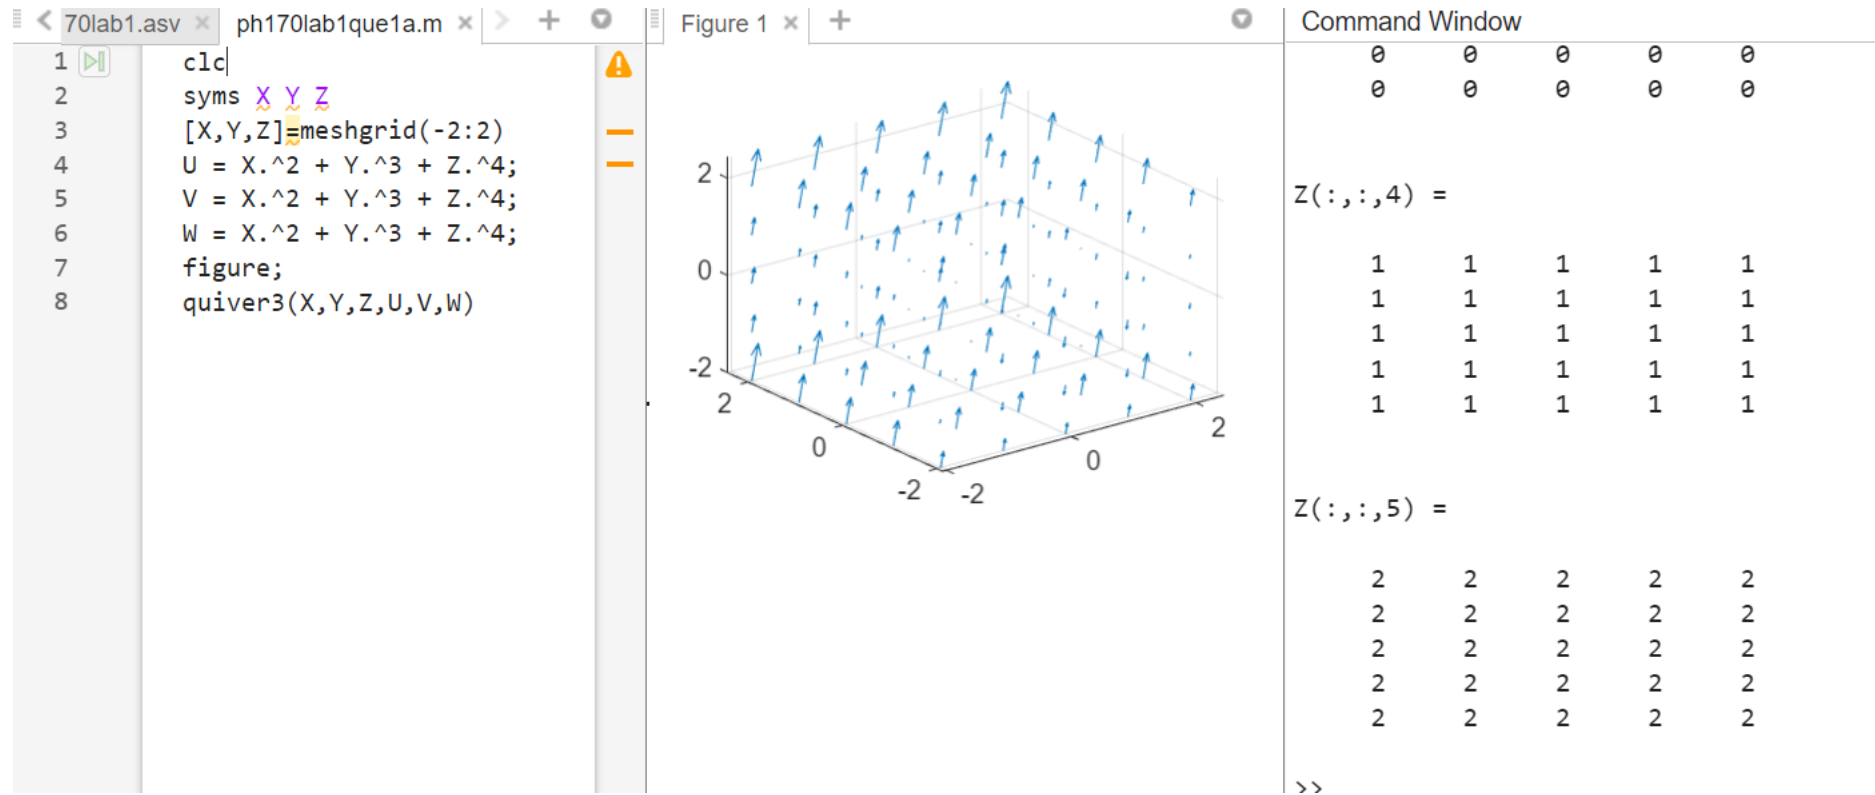 70lab1.asv ph170lab1que1a.m
1 clc
2 syms X Y Z
3 [X,Y,Z]=meshgrid(-2:2)
4 U = X.^2 + Y.^3 + Z.^4;
5 V = X.^2 + Y.^3 + Z.^4;
6 W = X.^2 + Y.^3 + Z.^4;
7 figure;
8 quiver3(X,Y,Z,U,V,W)
Figure 1
2
0
-2
2
0
-2
-2
0
2
Command Window
0 0 0 0 0
0 0 0 0 0
Z(:,:,4) =
1 1 1 1 1
1 1 1 1 1
1 1 1 1 1
1 1 1 1 1
1 1 1 1 1
Z(:,:,5) =
2 2 2 2 2
2 2 2 2 2
2 2 2 2 2
2 2 2 2 2
2 2 2 2 2
>>